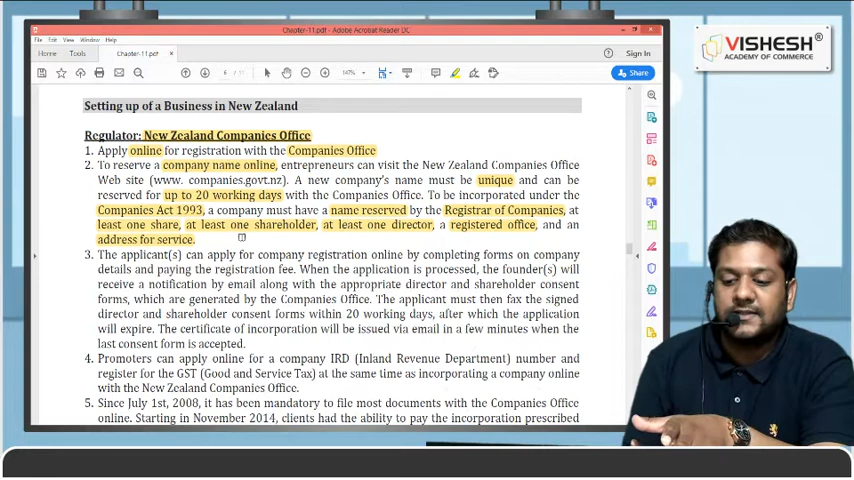 Chapter-11.pdf - Adobe Acrobat Reader DC
File Edit View Window Help
Home Tools Chapter-11.pdf × Sign In
6 / 11 147% Share
VISHESH®
ACADEMY OF COMMERCE
Setting up of a Business in New Zealand
Regulator: New Zealand Companies Office
1. Apply online for registration with the Companies Office
2. To reserve a company name online, entrepreneurs can visit the New Zealand Companies Office
Web site (www. companies.govt.nz). A new company's name must be unique and can be
reserved for up to 20 working days with the Companies Office. To be incorporated under the
Companies Act 1993, a company must have a name reserved by the Registrar of Companies, at
least one share, at least one shareholder, at least one director, a registered office, and an
address for service.
3. The applicant(s) can apply for company registration online by completing forms on company
details and paying the registration fee. When the application is processed, the founder(s) will
receive a notification by email along with the appropriate director and shareholder consent
forms, which are generated by the Companies Office. The applicant must then fax the signed
director and shareholder consent forms within 20 working days, after which the application
will expire. The certificate of incorporation will be issued via email in a few minutes when the
last consent form is accepted.
4. Promoters can apply online for a company IRD (Inland Revenue Department) number and
register for the GST (Good and Service Tax) at the same time as incorporating a company online
with the New Zealand Companies Office.
5. Since July 1st, 2008, it has been mandatory to file most documents with the Companies Office
online. Starting in November 2014, clients had the ability to pay the incorporation prescribed